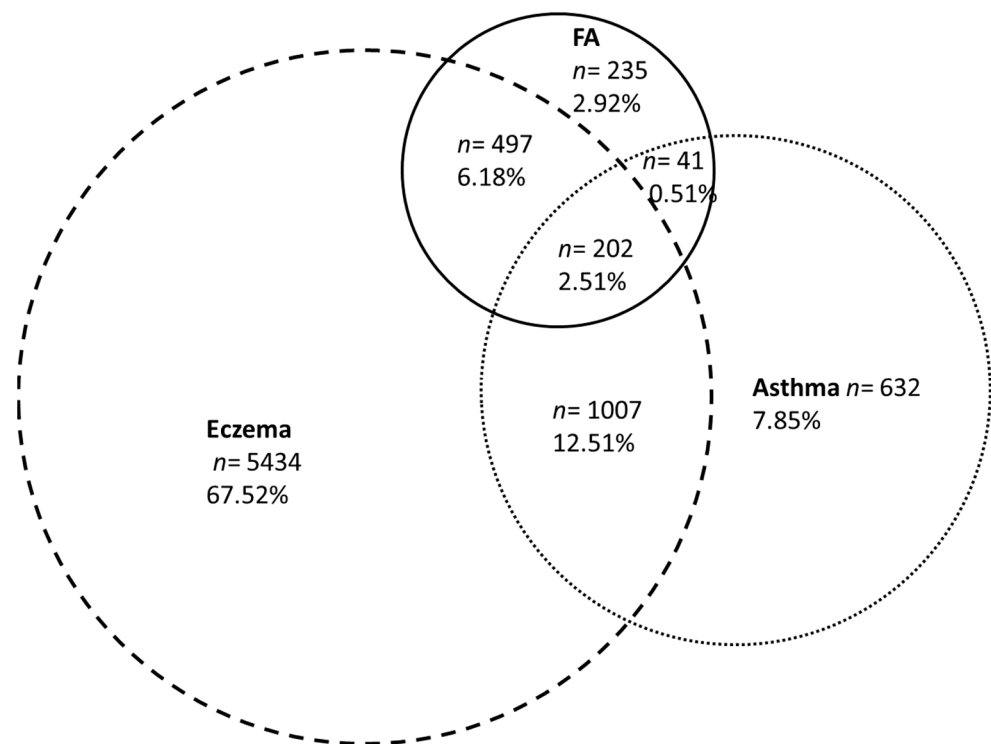 FA
n= 235
2.92%
n= 497
6.18%
n= 41
0.51%
n= 202
2.51%
Asthma n= 632
7.85%
n= 1007
12.51%
Eczema
n= 5434
67.52%